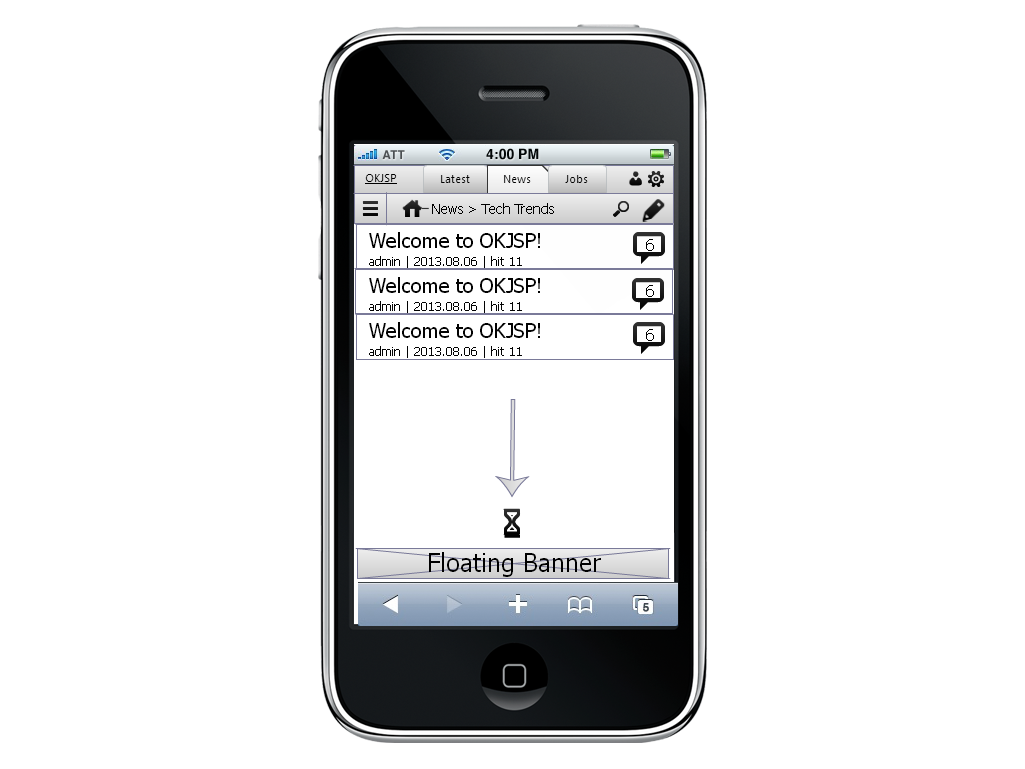 ATT 4:00 PM
OKJSP Latest News Jobs
News > Tech Trends
Welcome to OKJSP! 6
admin | 2013.08.06 | hit 11
Welcome to OKJSP! 6
admin | 2013.08.06 | hit 11
Welcome to OKJSP! 6
admin | 2013.08.06 | hit 11
Floating Banner
5